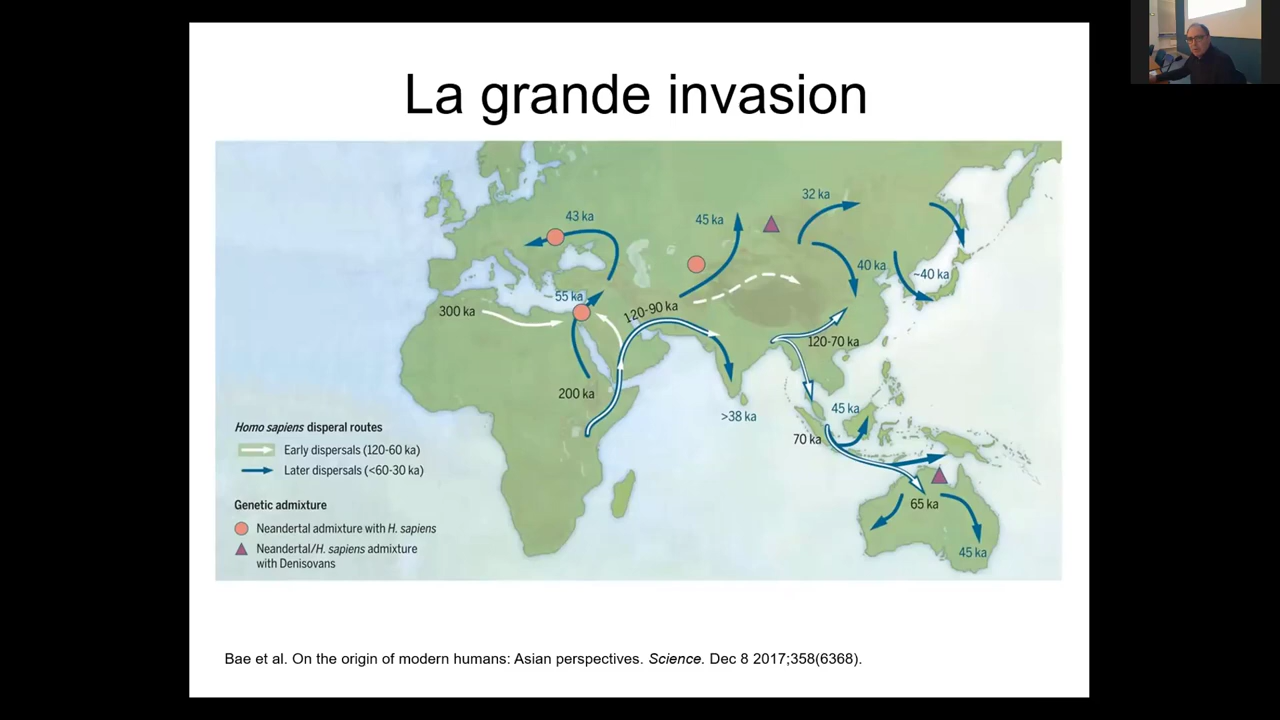 La grande invasion
32 ka
43 ka
45 ka
40 ka
~40 ka
55 ka
300 ka
120-90 ka
120-70 ka
200 ka
>38 ka
45 ka
70 ka
65 ka
45 ka
Homo sapiens disperal routes
Early dispersals (120-60 ka)
Later dispersals (<60-30 ka)
Genetic admixture
Neandertal admixture with H. sapiens
Neandertal/H. sapiens admixture
with Denisovans
Bae et al. On the origin of modern humans: Asian perspectives. Science. Dec 8 2017;358(6368).